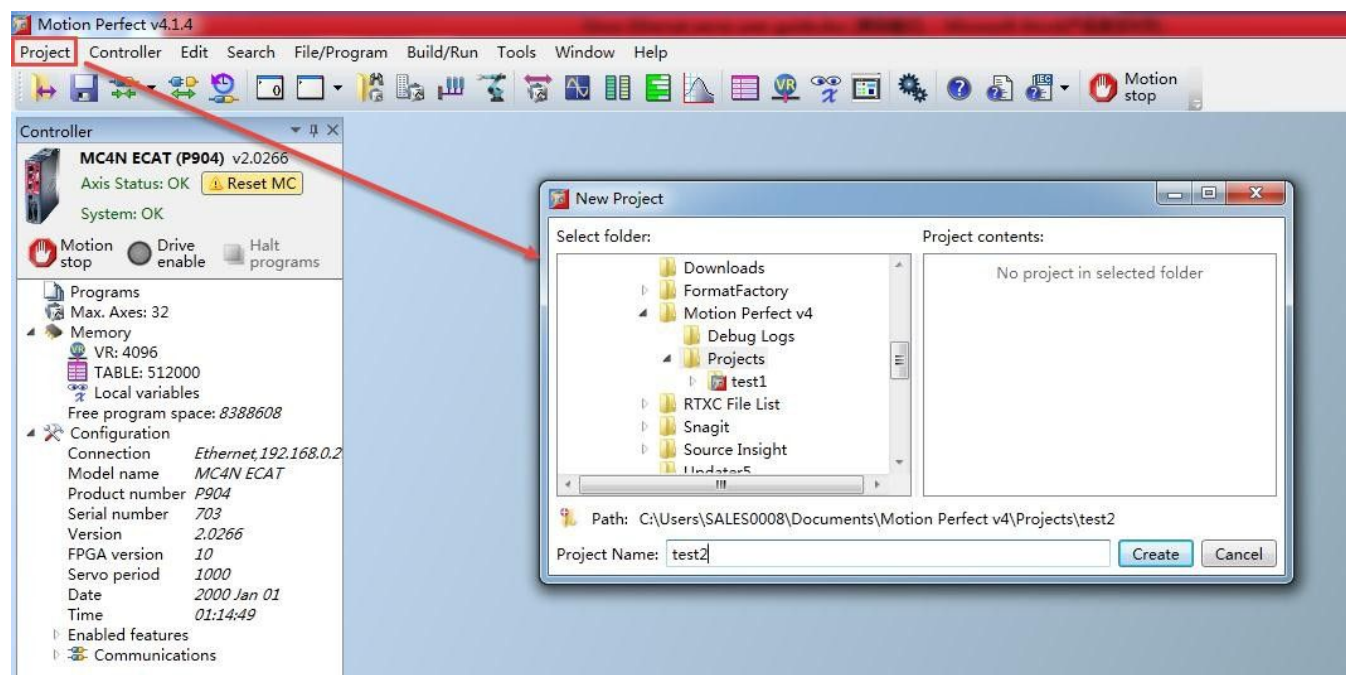 Motion Perfect v4.1.4
Project Controller Edit Search File/Program Build/Run Tools Window Help
Motion stop
Controller
MC4N ECAT (P904) v2.0266
Axis Status: OK Reset MC
System: OK
Motion stop Drive enable Halt programs
Programs
Max. Axes: 32
Memory
VR: 4096
TABLE: 512000
Local variables
Free program space: 8388608
Configuration
Connection Ethernet,192.168.0.2
Model name MC4N ECAT
Product number P904
Serial number 703
Version 2.0266
FPGA version 10
Servo period 1000
Date 2000 Jan 01
Time 01:14:49
Enabled features
Communications
New Project
Select folder: Project contents:
Downloads
FormatFactory
Motion Perfect v4
Debug Logs
Projects
test1
RTXC File List
Snagit
Source Insight
Updater5
No project in selected folder
Path: C:\Users\SALES0008\Documents\Motion Perfect v4\Projects\test2
Project Name: test2 Create Cancel